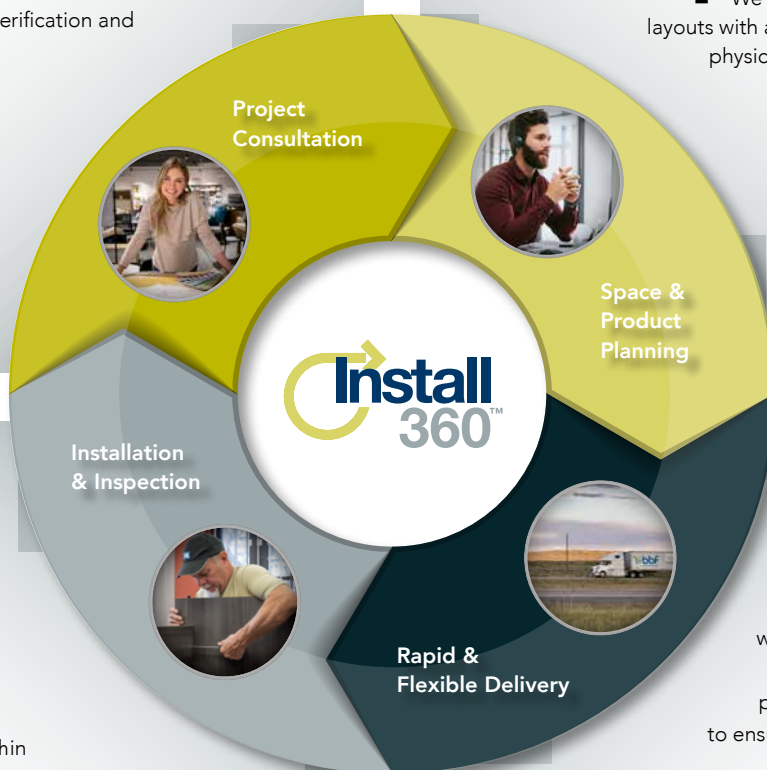 erification and
We
layouts with
physic
Project
Consultation
Space &
Product
Planning
Install
360™
Installation
& Inspection
bbf
Rapid &
Flexible Delivery
w
p
to ens
hin